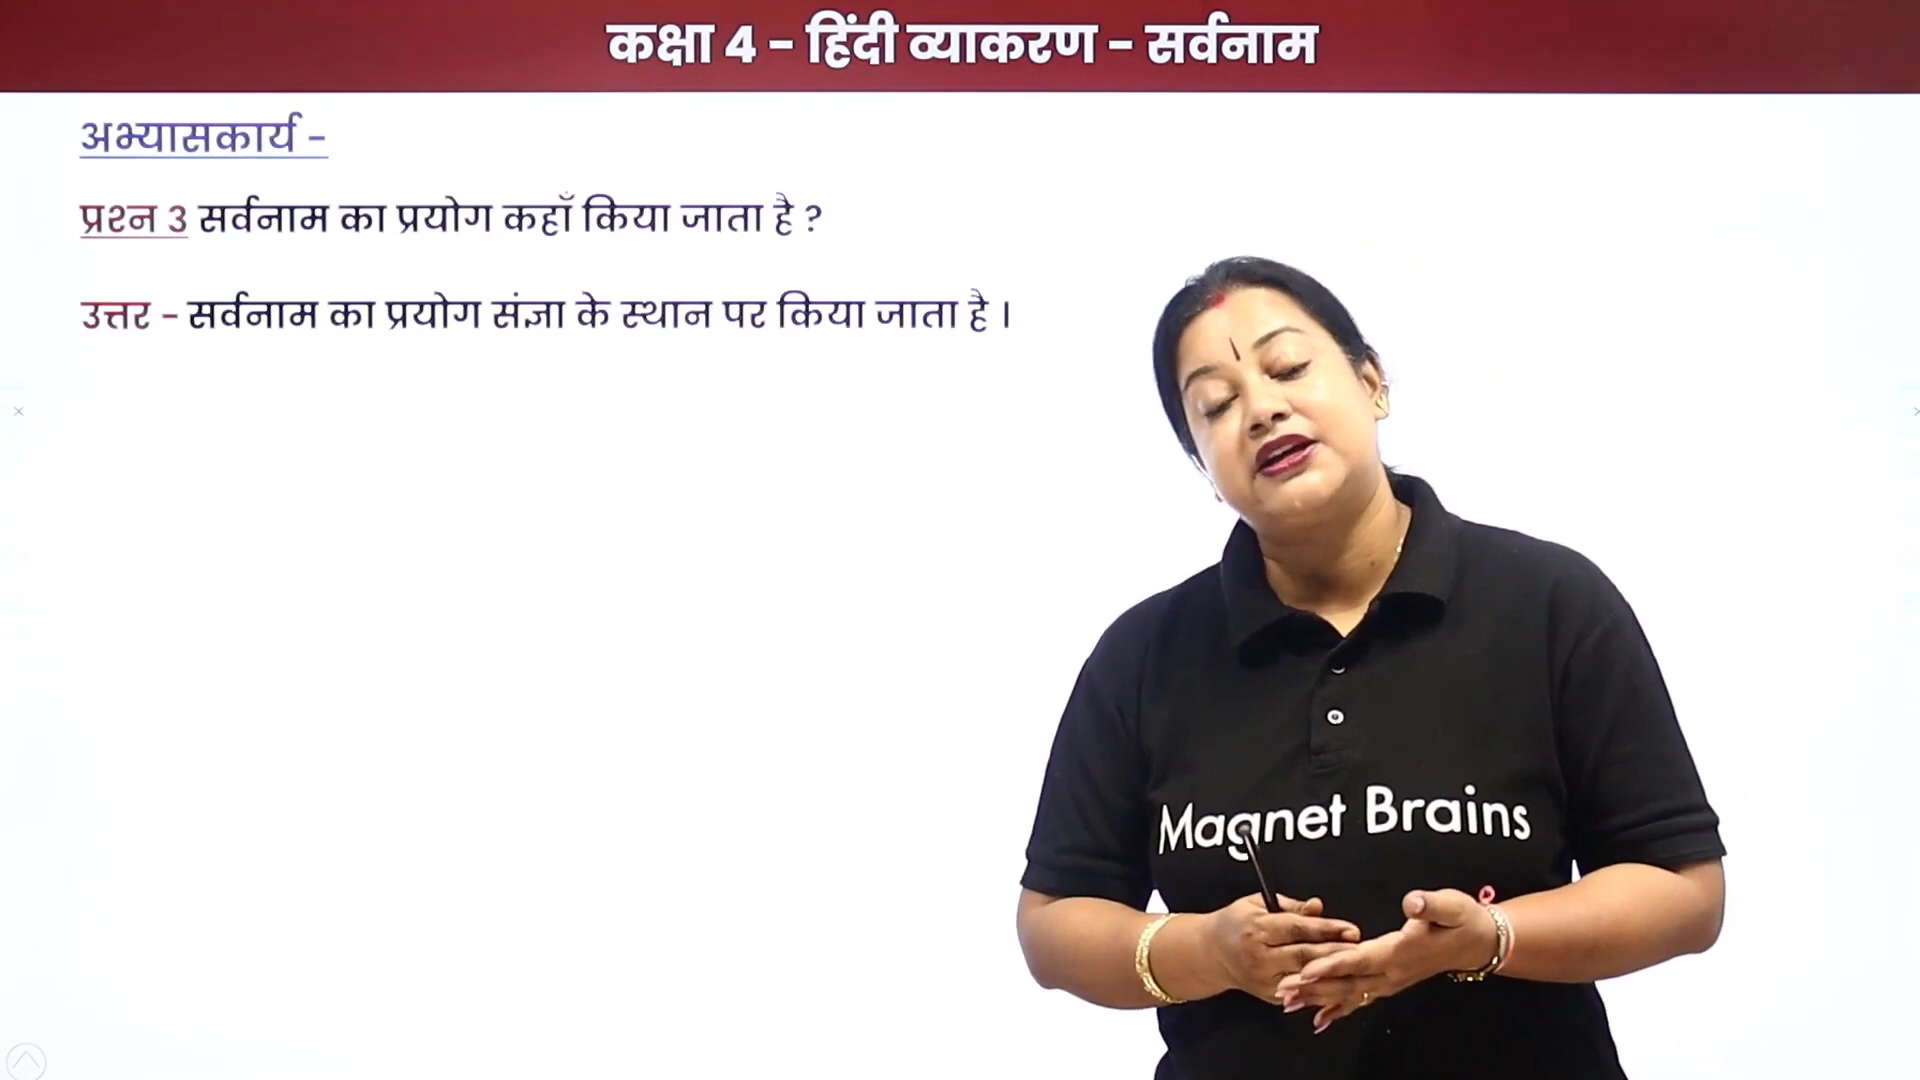 कक्षा 4 - हिंदी व्याकरण - सर्वनाम
अभ्यासकार्य -
प्रश्न 3 सर्वनाम का प्रयोग कहाँ किया जाता है ?
उत्तर - सर्वनाम का प्रयोग संज्ञा के स्थान पर किया जाता है ।
Magnet Brains